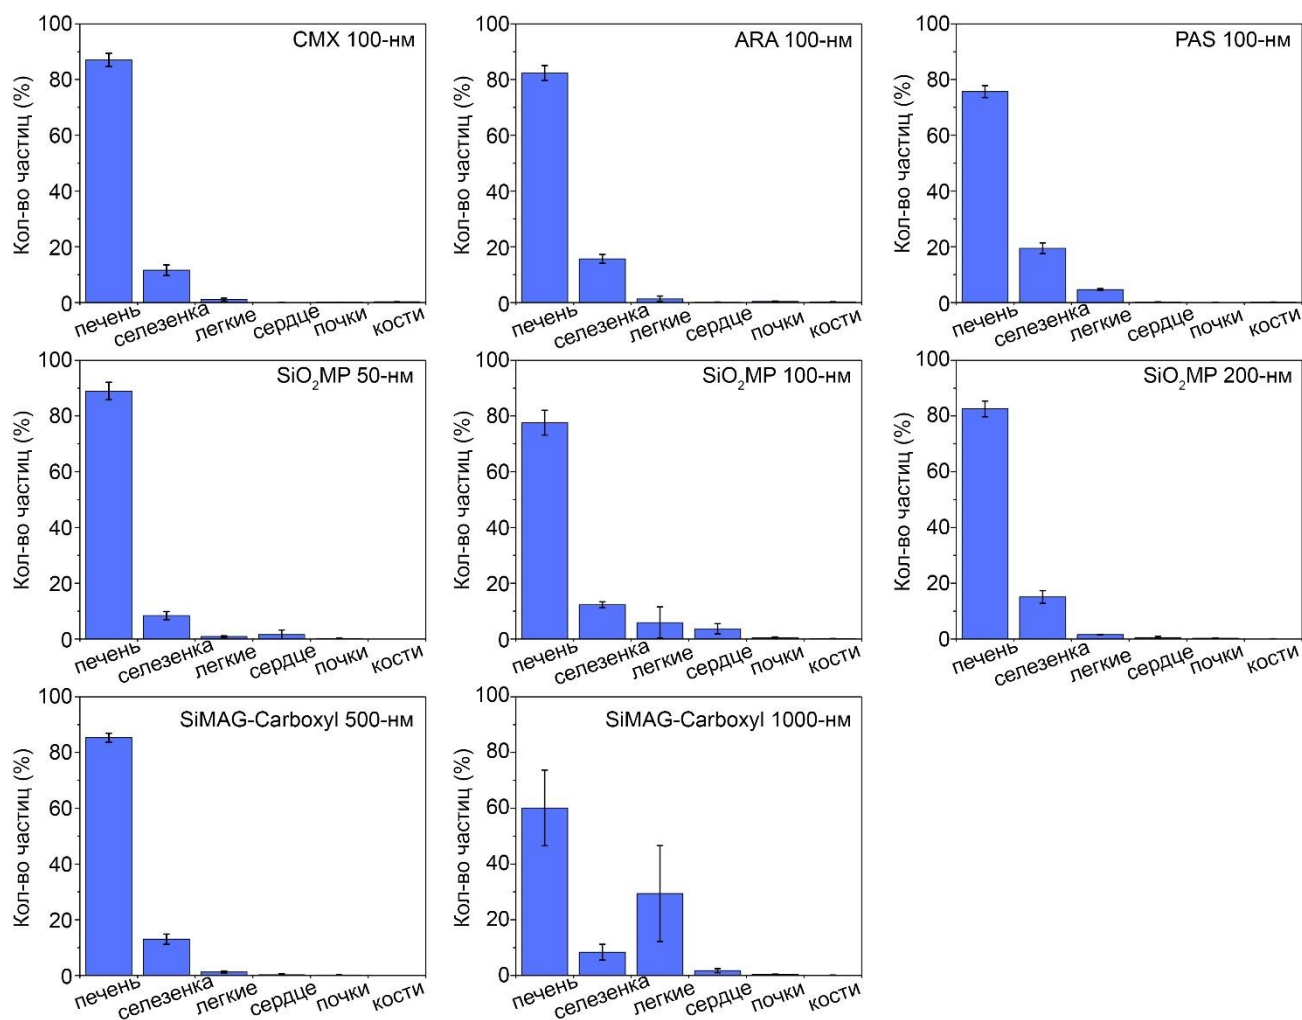 CMX 100-нм
Кол-во частиц (%)
100
80
60
40
20
0
печень
селезенка
легкие
сердце
почки
кости
ARA 100-нм
Кол-во частиц (%)
100
80
60
40
20
0
печень
селезенка
легкие
сердце
почки
кости
PAS 100-нм
Кол-во частиц (%)
100
80
60
40
20
0
печень
селезенка
легкие
сердце
почки
кости
SiO₂MP 50-нм
Кол-во частиц (%)
100
80
60
40
20
0
печень
селезенка
легкие
сердце
почки
кости
SiO₂MP 100-нм
Кол-во частиц (%)
100
80
60
40
20
0
печень
селезенка
легкие
сердце
почки
кости
SiO₂MP 200-нм
Кол-во частиц (%)
100
80
60
40
20
0
печень
селезенка
легкие
сердце
почки
кости
SiMAG-Carboxyl 500-нм
Кол-во частиц (%)
100
80
60
40
20
0
печень
селезенка
легкие
сердце
почки
кости
SiMAG-Carboxyl 1000-нм
Кол-во частиц (%)
100
80
60
40
20
0
печень
селезенка
легкие
сердце
почки
кости